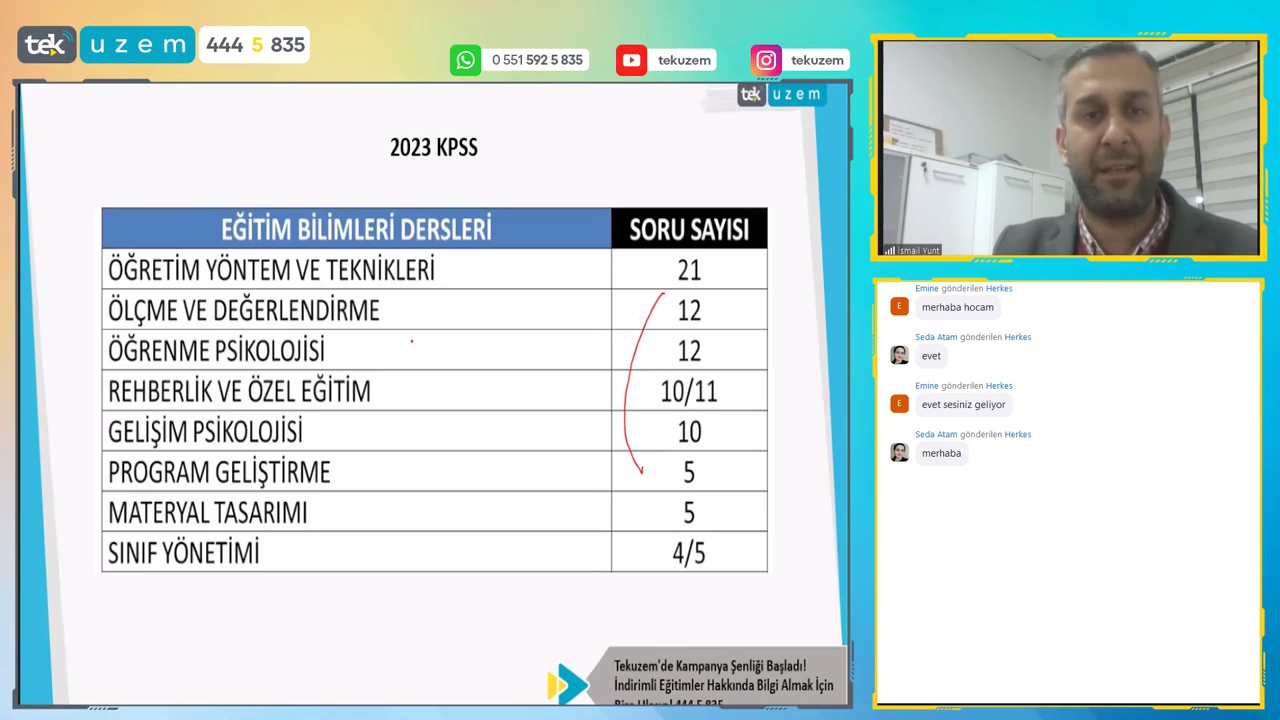 tek
uzem
444 5 835
0 551 592 5 835
tekuzem
tekuzem
tek uzem
2023 KPSS
EĞİTİM BİLİMLERİ DERSLERİ SORU SAYISI
ÖĞRETİM YÖNTEM VE TEKNİKLERİ 21
ÖLÇME VE DEĞERLENDİRME 12
ÖĞRENME PSİKOLOJİSİ 12
REHBERLİK VE ÖZEL EĞİTİM 10/11
GELİŞİM PSİKOLOJİSİ 10
PROGRAM GELİŞTİRME 5
MATERYAL TASARIMI 5
SINIF YÖNETİMİ 4/5
Tekuzem'de Kampanya Şenliği Başladı!
İndirimli Eğitimler Hakkında Bilgi Almak İçin
Bize Ulaşın! 444 5 835
İsmail Yunt
Emine gönderilen Herkes
E
merhaba hocam
Seda Atam gönderilen Herkes
evet
Emine gönderilen Herkes
E
evet sesiniz geliyor
Seda Atam gönderilen Herkes
merhaba